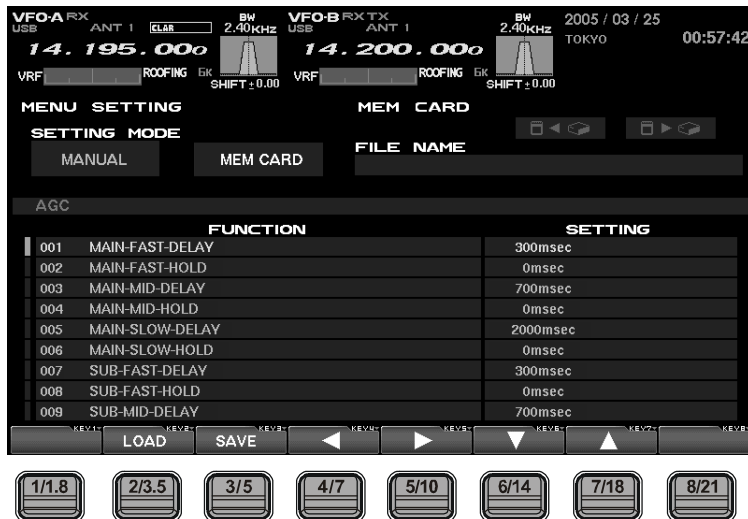 VFO-A RX VFO-B RX TX 2005 / 03 / 25
USB ANT 1 CLAR BW 2.40KHz USB ANT 1 BW 2.40KHz TOKYO 00:57:42
14. 195. 000 14. 200. 000
VRF ROOFING 6K SHIFT±0.00 VRF ROOFING 6K SHIFT±0.00
MENU SETTING MEM CARD
SETTING MODE
MANUAL MEM CARD FILE NAME
AGC
FUNCTION SETTING
001 MAIN-FAST-DELAY 300msec
002 MAIN-FAST-HOLD 0msec
003 MAIN-MID-DELAY 700msec
004 MAIN-MID-HOLD 0msec
005 MAIN-SLOW-DELAY 2000msec
006 MAIN-SLOW-HOLD 0msec
007 SUB-FAST-DELAY 300msec
008 SUB-FAST-HOLD 0msec
009 SUB-MID-DELAY 700msec
KEY1 KEY2 KEY3 KEY4 KEY5 KEY6 KEY7 KEY8
LOAD SAVE ◀ ▶ ▼ ▲
1/1.8 2/3.5 3/5 4/7 5/10 6/14 7/18 8/21